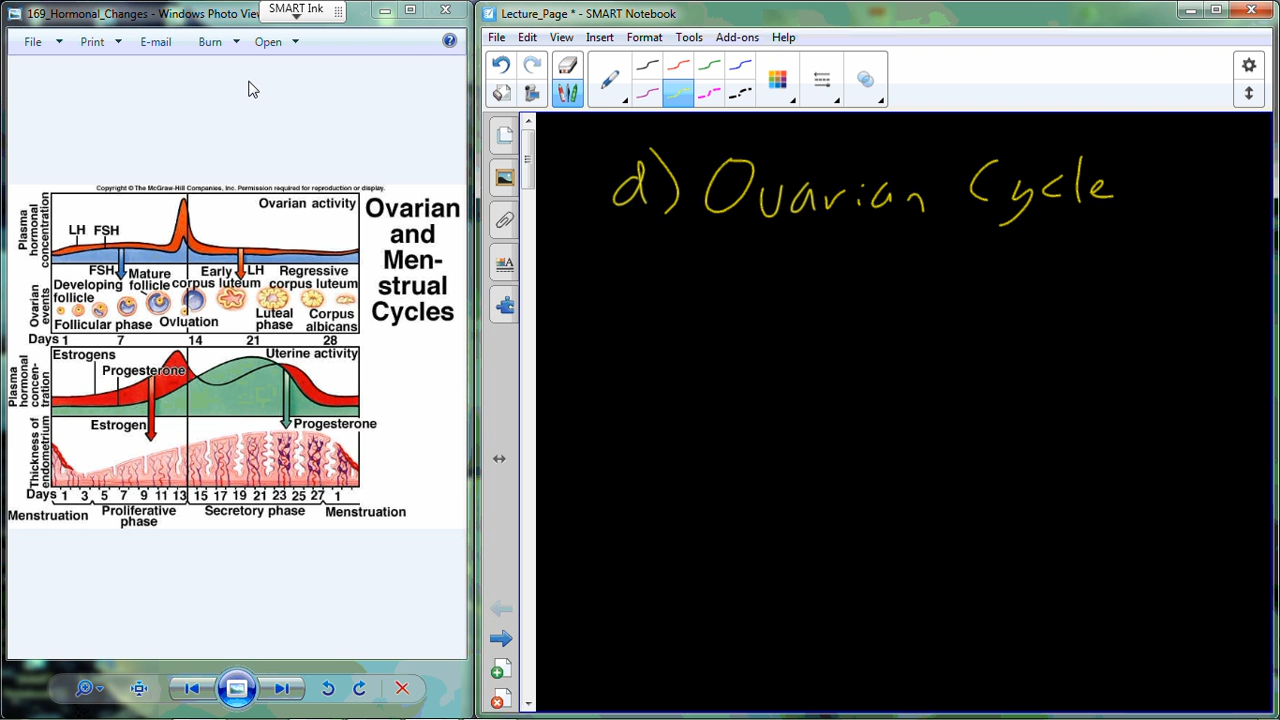 169_Hormonal_Changes - Windows Photo View
SMART Ink
File Print E-mail Burn Open
Copyright © The McGraw-Hill Companies, Inc. Permission required for reproduction or display.
Plasma
hormonal
concentration
Ovarian activity
LH FSH
FSH
LH
Mature
follicle
Early
corpus luteum
Regressive
corpus luteum
Developing
follicle
Ovarian
events
Follicular phase
Ovluation
Luteal
phase
Corpus
albicans
Days 1 7 14 21 28
Ovarian
and
Men-
strual
Cycles
Plasma
hormonal
concen-
tration
Estrogens
Progesterone
Uterine activity
Estrogen
Progesterone
Thickness of
endometrium
Days 1 3 5 7 9 11 13 15 17 19 21 23 25 27 1
Menstruation
Proliferative
phase
Secretory phase
Menstruation
Lecture_Page * - SMART Notebook
File Edit View Insert Format Tools Add-ons Help
d) Ovarian Cycle